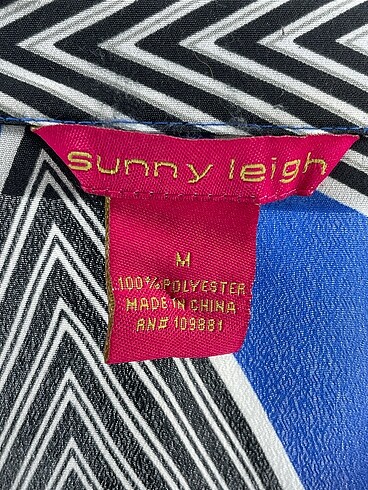 sunny leigh
M
100% POLYESTER
MADE IN CHINA
RN# 109881